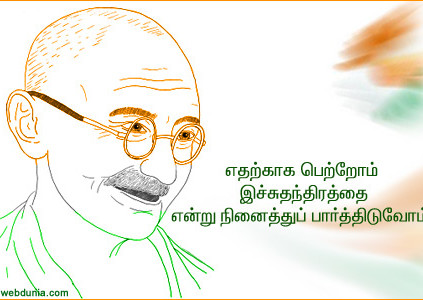 எதற்காக பெற்றோம்
இச்சுதந்திரத்தை
என்று நினைத்துப் பார்த்திடுவோம்
webdunia.com